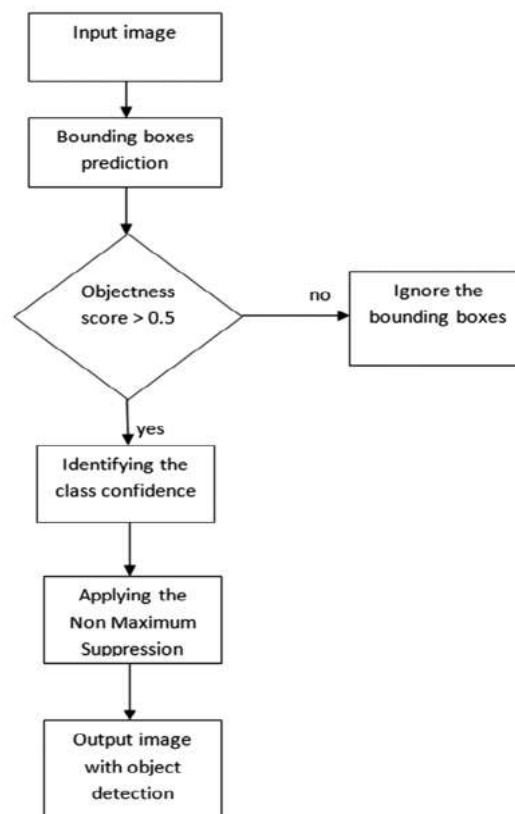 Input image
Bounding boxes
prediction
Objectness
score > 0.5
no
Ignore the
bounding boxes
yes
Identifying the
class confidence
Applying the
Non Maximum
Suppression
Output image
with object
detection